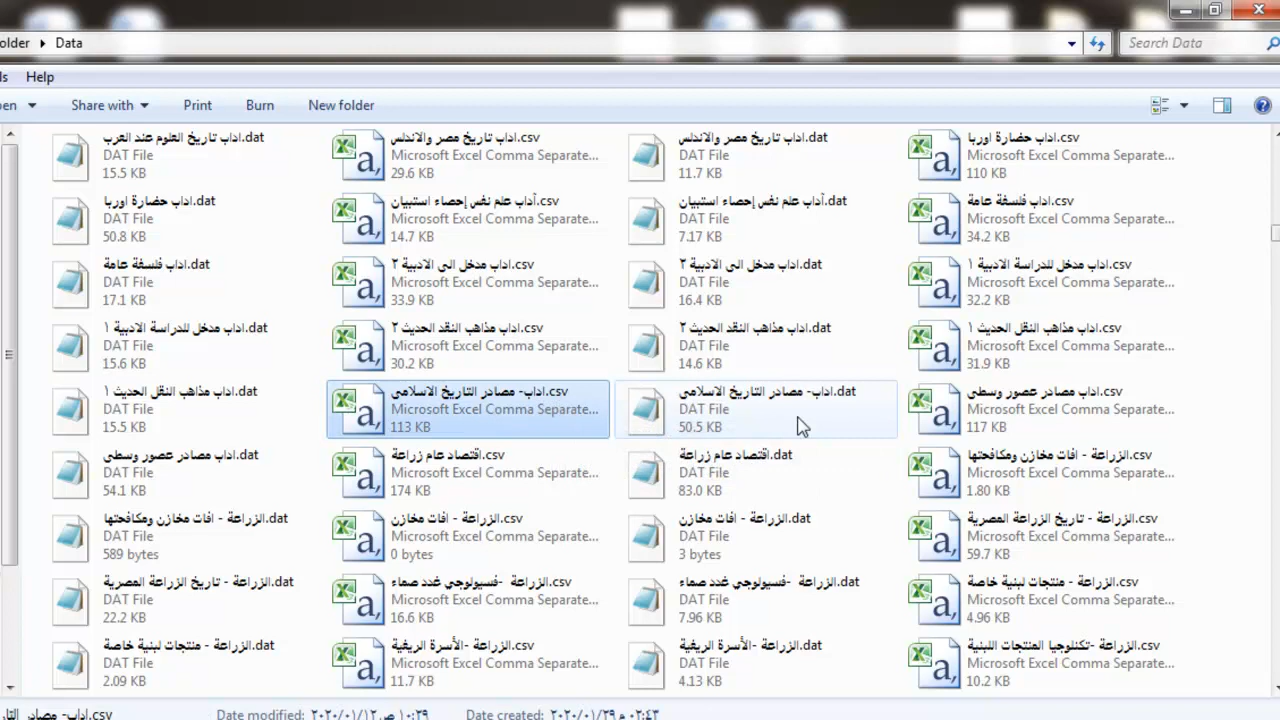 older ▸ Data
Search Data
ls Help
pen Share with Print Burn New folder
اداب تاريخ العلوم عند العرب.dat
DAT File
15.5 KB
اداب تاريخ مصر والاندلس.csv
Microsoft Excel Comma Separate...
29.6 KB
اداب تاريخ مصر والاندلس.dat
DAT File
11.7 KB
اداب حضارة اوربا.csv
Microsoft Excel Comma Separate...
110 KB
اداب حضارة اوربا.dat
DAT File
50.8 KB
آداب علم نفس إحصاء استبيان.csv
Microsoft Excel Comma Separate...
14.7 KB
آداب علم نفس إحصاء استبيان.dat
DAT File
7.17 KB
اداب فلسفة عامة.csv
Microsoft Excel Comma Separate...
34.2 KB
اداب فلسفة عامة.dat
DAT File
17.1 KB
اداب مدخل الى الادبية ٢.csv
Microsoft Excel Comma Separate...
33.9 KB
اداب مدخل الى الادبية ٢.dat
DAT File
16.4 KB
اداب مدخل للدراسة الادبية ١.csv
Microsoft Excel Comma Separate...
32.2 KB
اداب مدخل للدراسة الادبية ١.dat
DAT File
15.6 KB
اداب مذاهب النقد الحديث ٢.csv
Microsoft Excel Comma Separate...
30.2 KB
اداب مذاهب النقد الحديث ٢.dat
DAT File
14.6 KB
اداب مذاهب النقل الحديث ١.csv
Microsoft Excel Comma Separate...
31.9 KB
اداب مذاهب النقل الحديث ١.dat
DAT File
15.5 KB
اداب- مصادر التاريخ الاسلامى.csv
Microsoft Excel Comma Separate...
113 KB
اداب- مصادر التاريخ الاسلامى.dat
DAT File
50.5 KB
اداب مصادر عصور وسطى.csv
Microsoft Excel Comma Separate...
117 KB
اداب مصادر عصور وسطى.dat
DAT File
54.1 KB
اقتصاد عام زراعة.csv
Microsoft Excel Comma Separate...
174 KB
اقتصاد عام زراعة.dat
DAT File
83.0 KB
الزراعة - افات مخازن ومكافحتها.csv
Microsoft Excel Comma Separate...
1.80 KB
الزراعة - افات مخازن ومكافحتها.dat
DAT File
589 bytes
الزراعة - افات مخازن.csv
Microsoft Excel Comma Separate...
0 bytes
الزراعة - افات مخازن.dat
DAT File
3 bytes
الزراعة - تاريخ الزراعة المصرية.csv
Microsoft Excel Comma Separate...
59.7 KB
الزراعة - تاريخ الزراعة المصرية.dat
DAT File
22.2 KB
الزراعة -فسيولوجي غدد صماء.csv
Microsoft Excel Comma Separate...
16.6 KB
الزراعة -فسيولوجي غدد صماء.dat
DAT File
7.96 KB
الزراعة - منتجات لبنية خاصة.csv
Microsoft Excel Comma Separate...
4.96 KB
الزراعة - منتجات لبنية خاصة.dat
DAT File
2.09 KB
الزراعة -الأسرة الريفية.csv
Microsoft Excel Comma Separate...
11.7 KB
الزراعة -الأسرة الريفية.dat
DAT File
4.13 KB
الزراعة -تكنلوجيا المنتجات اللبنية.csv
Microsoft Excel Comma Separate...
10.2 KB
اداب- مصادر التار.csv Date modified: ٢٠٢٠/٠١/١٢ ص ١٠:٢٩ Date created: ٢٠٢٠/٠١/٢٩ م ٠٢:٤٣